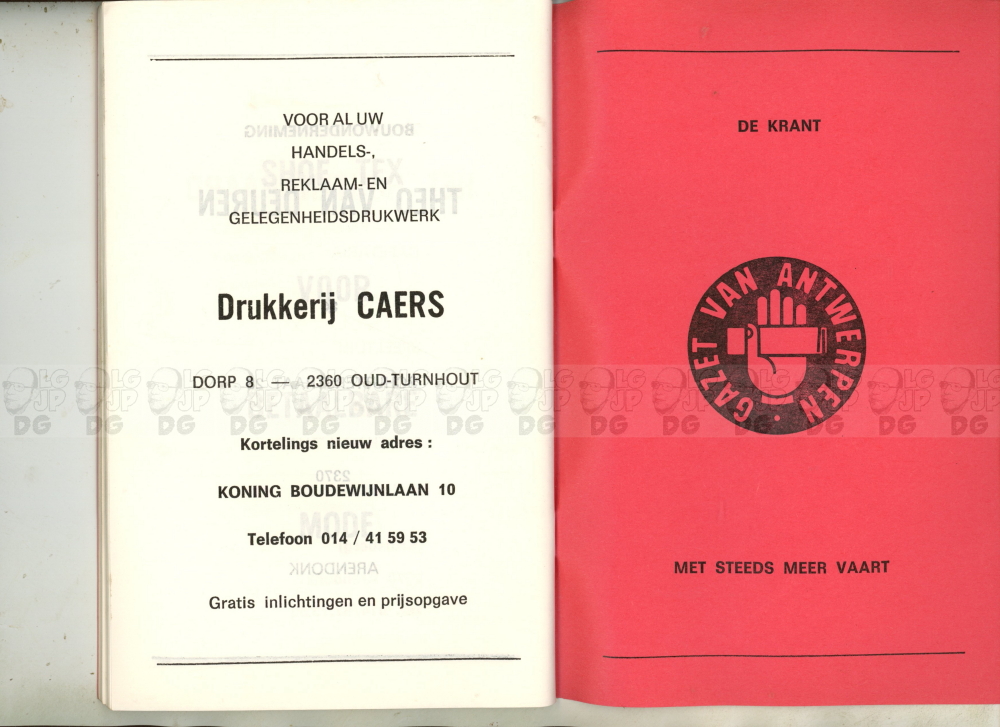 VOOR AL UW
HANDELS-,
REKLAAM- EN
GELEGENHEIDSDRUKWERK
Drukkerij CAERS
DORP 8 — 2360 OUD-TURNHOUT
Kortelings nieuw adres :
KONING BOUDEWIJNLAAN 10
Telefoon 014 / 41 59 53
Gratis inlichtingen en prijsopgave
DE KRANT
GAZET VAN ANTWERPEN
MET STEEDS MEER VAART